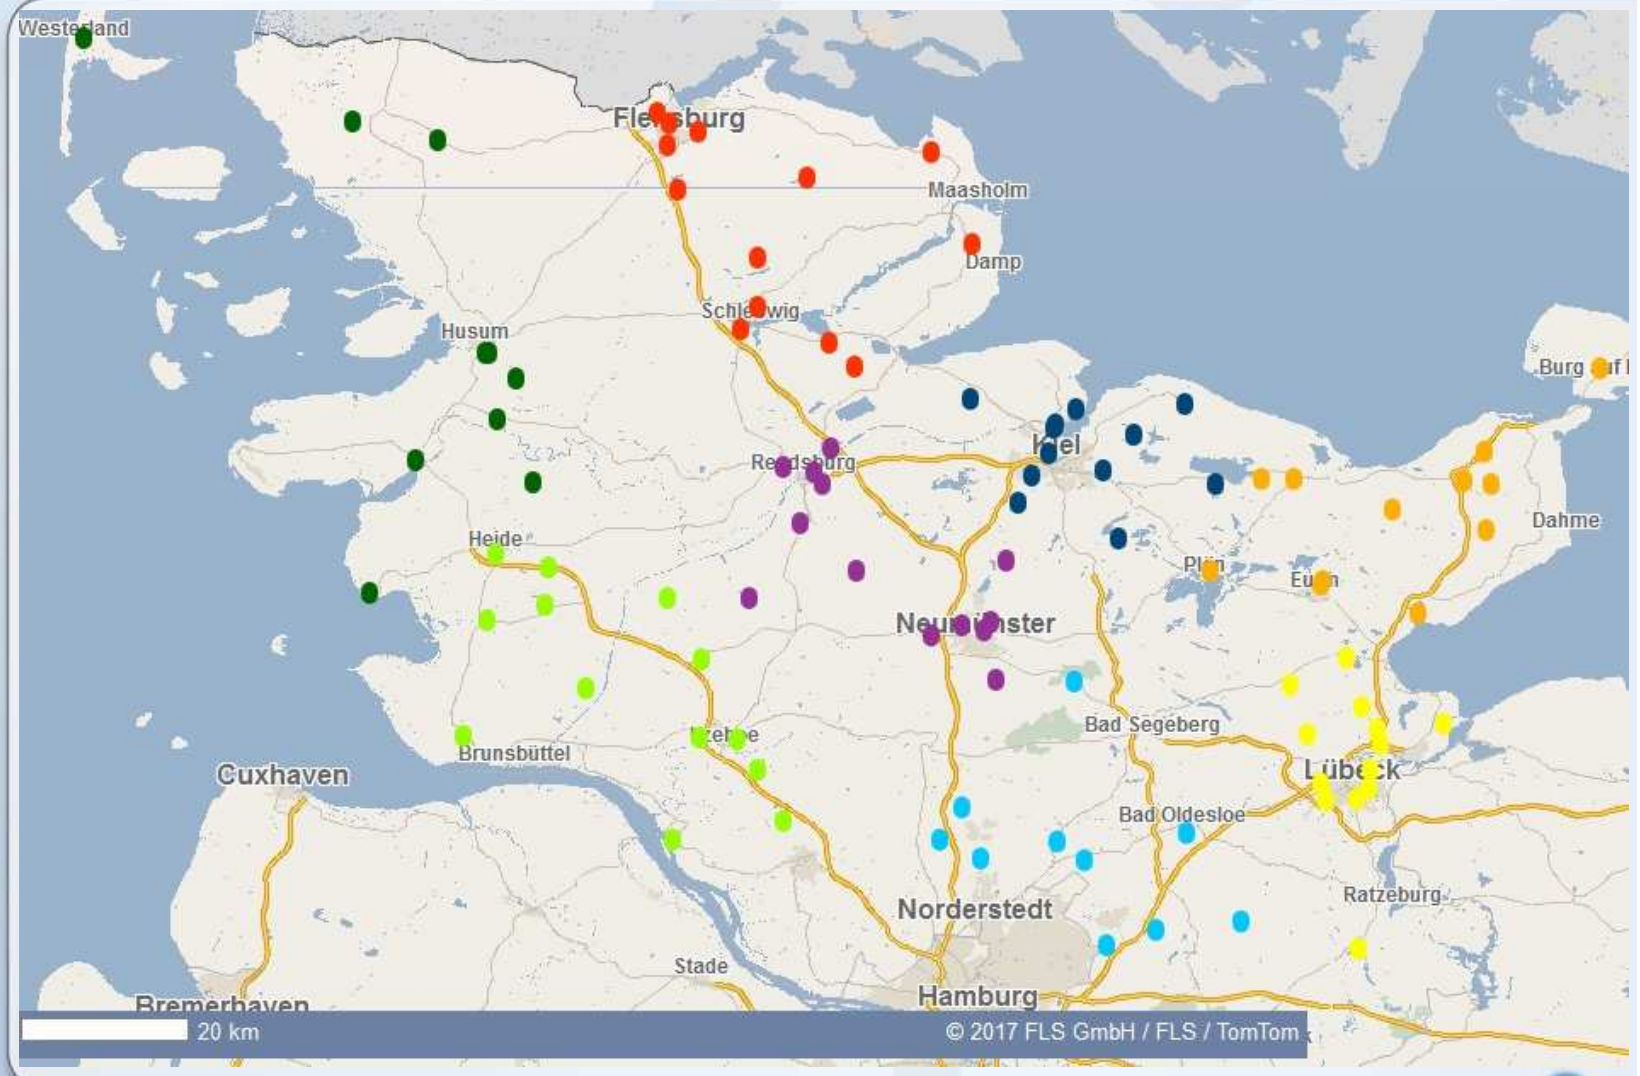 Westerland
Flensburg
Maasholm
Damp
Schleswig
Husum
Burg auf
Kiel
Rendsburg
Dahme
Heide
Plön
Eutin
Neumünster
Bad Segeberg
Itzehoe
Brunsbüttel
Lübeck
Cuxhaven
Bad Oldesloe
Ratzeburg
Norderstedt
Stade
Hamburg
Bremerhaven
20 km
© 2017 FLS GmbH / FLS / TomTom